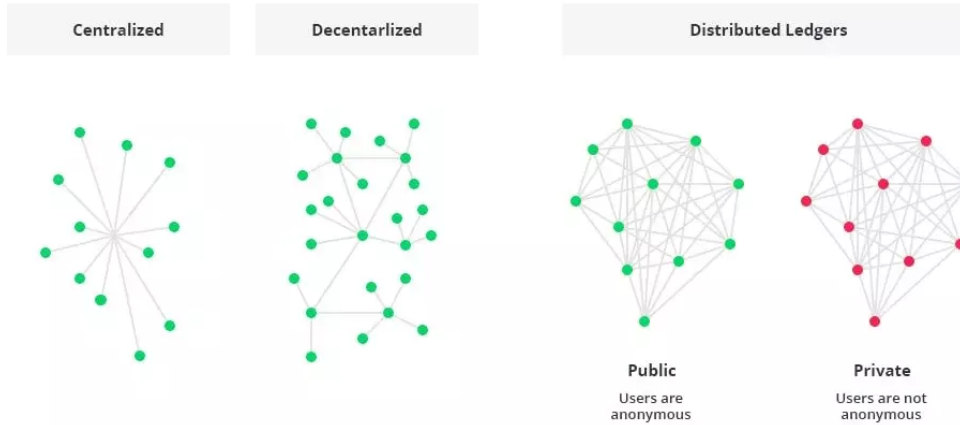 Centralized
Decentarlized
Distributed Ledgers
Public
Users are
anonymous
Private
Users are not
anonymous